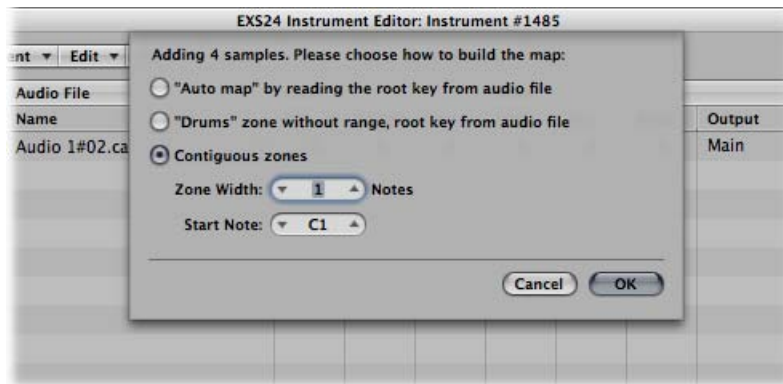 EXS24 Instrument Editor: Instrument #1485
nt Edit
Adding 4 samples. Please choose how to build the map:
"Auto map" by reading the root key from audio file
"Drums" zone without range, root key from audio file
Contiguous zones
Zone Width: 1 Notes
Start Note: C1
Cancel OK
Audio File
Name Output
Audio 1#02.ca Main